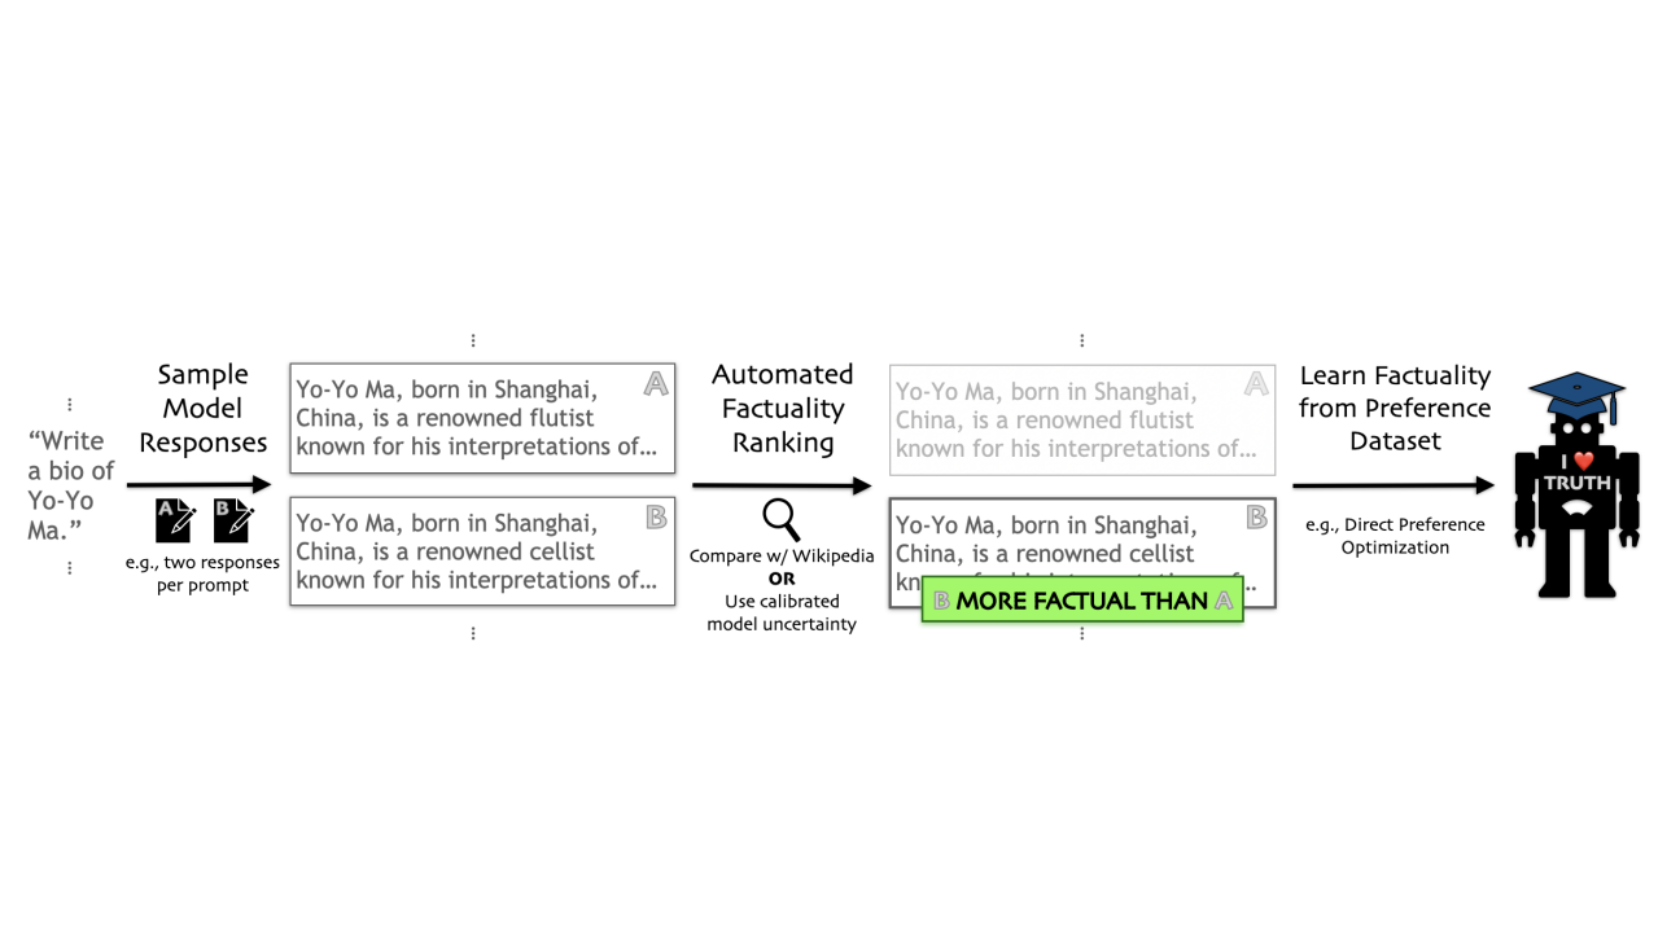 “Write
a bio of
Yo-Yo
Ma.”
Sample
Model
Responses
A B
e.g., two responses
per prompt
Yo-Yo Ma, born in Shanghai, A
China, is a renowned flutist
known for his interpretations of...
Yo-Yo Ma, born in Shanghai, B
China, is a renowned cellist
known for his interpretations of...
Automated
Factuality
Ranking
Compare w/ Wikipedia
OR
Use calibrated
model uncertainty
Yo-Yo Ma, born in Shanghai, A
China, is a renowned flutist
known for his interpretations of...
Yo-Yo Ma, born in Shanghai, B
China, is a renowned cellist
B MORE FACTUAL THAN A
Learn Factuality
from Preference
Dataset
e.g., Direct Preference
Optimization
I ❤️
TRUTH